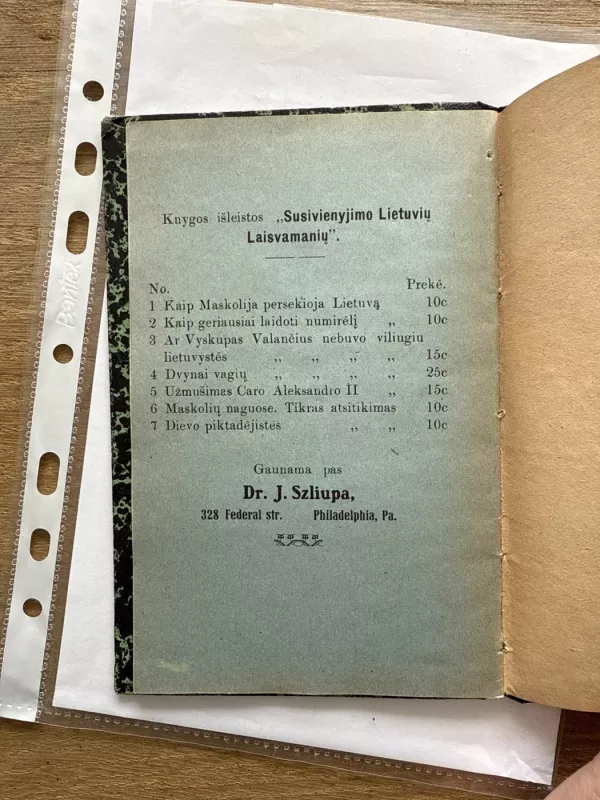 Knygos išleistos „Susivienyjimo Lietuvių
Laisvamanių".
No. Prekė.
1 Kaip Maskolija persekioja Lietuvą 10c
2 Kaip geriausiai laidoti numirėlį „ 10c
3 Ar Vyskupas Valančius nebuvo viliugiu
lietuvystės „ „ „ „ 15c
4 Dvynai vagių „ „ „ „ 25c
5 Užmušimas Caro Aleksandro II „ 15c
6 Maskolių naguose. Tikras atsitikimas 10c
7 Dievo piktadėjistės „ „ 10c
Gaunama pas
Dr. J. Szliupa,
328 Federal str. Philadelphia, Pa.
Bantex